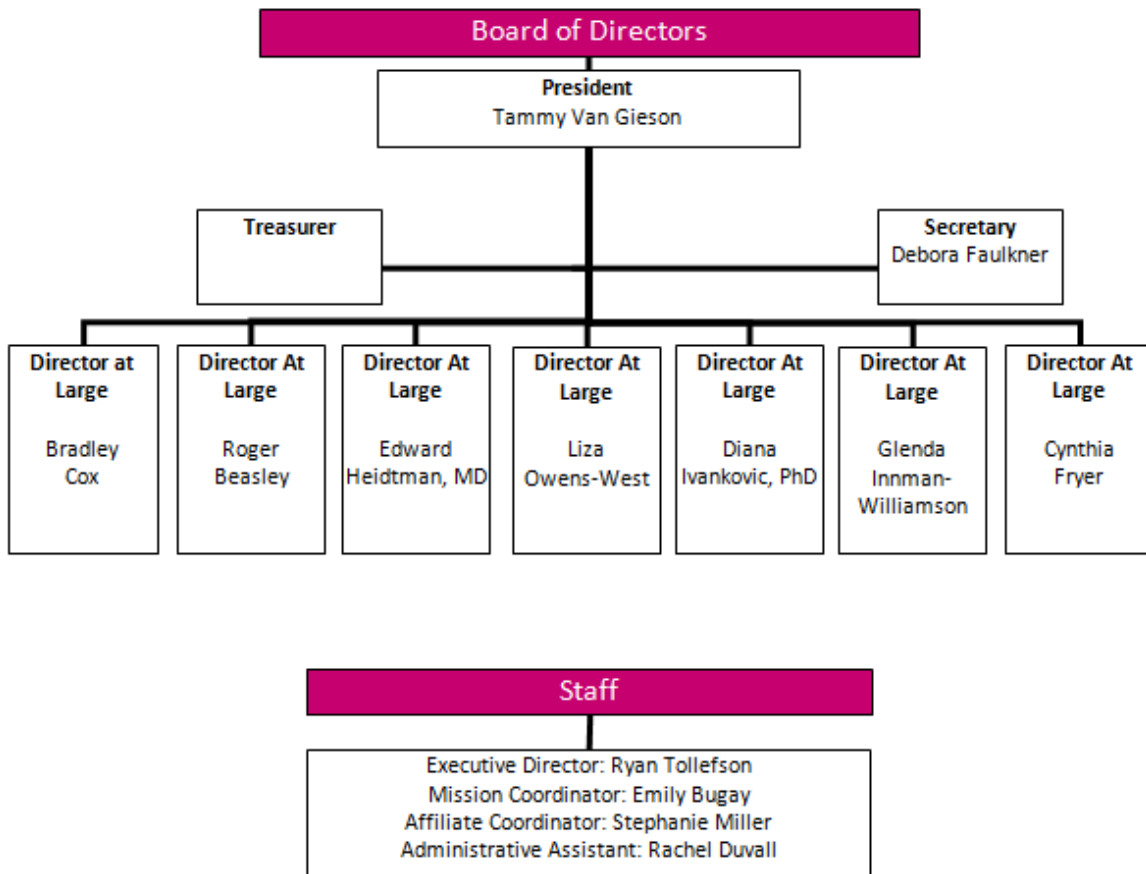 Board of Directors
President
Tammy Van Gieson
Treasurer
Secretary
Debora Faulkner
Director at
Large
Bradley
Cox
Director At
Large
Roger
Beasley
Director At
Large
Edward
Heidtman, MD
Director At
Large
Liza
Owens-West
Director At
Large
Diana
Ivankovic, PhD
Director At
Large
Glenda
Innman-
Williamson
Director At
Large
Cynthia
Fryer
Staff
Executive Director: Ryan Tollefson
Mission Coordinator: Emily Bugay
Affiliate Coordinator: Stephanie Miller
Administrative Assistant: Rachel Duvall